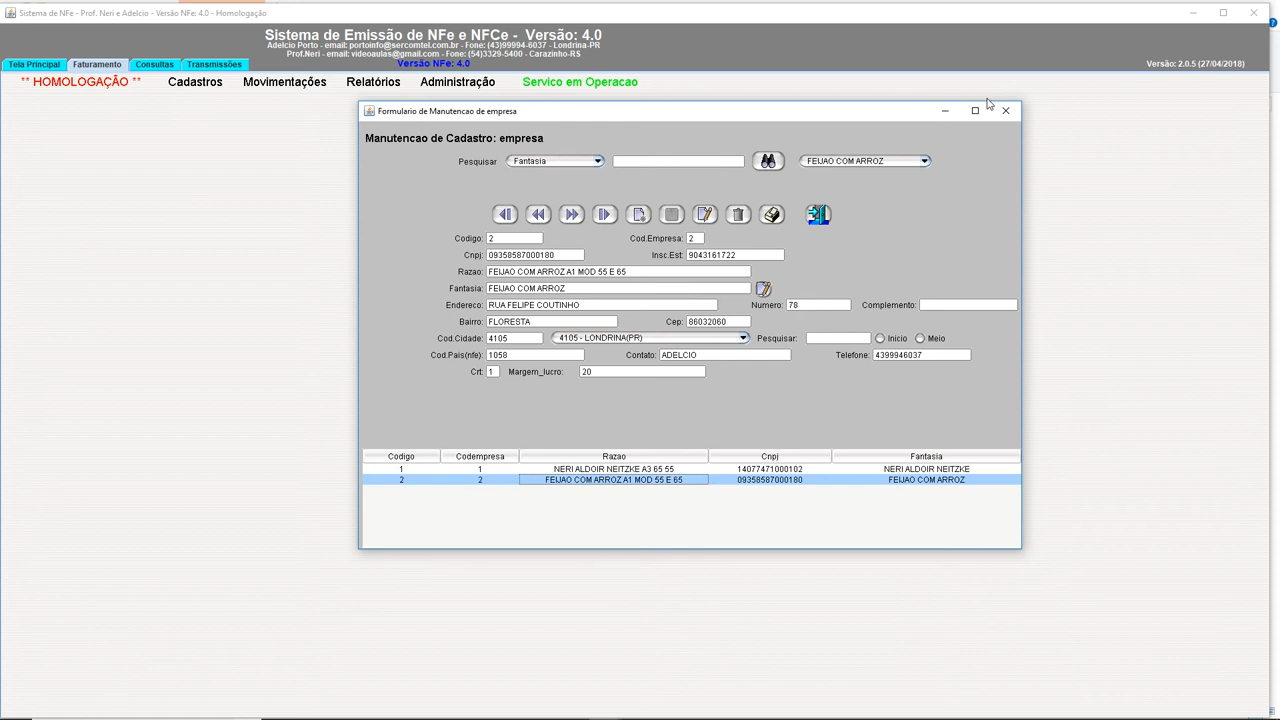 Sistema de NFe - Prof. Neri e Adelcio - Versão NFe: 4.0 - Homologação
Sistema de Emissão de NFe e NFCe - Versão: 4.0
Adelcio Porto - email: portoinfo@sercomtel.com.br - Fone: (43)99994-6037 - Londrina-PR
Prof.Neri - email: videoaulas@gmail.com - Fone: (54)3329-5400 - Carazinho-RS
Versão NFe: 4.0
Versão: 2.0.5 (27/04/2018)
Tela Principal Faturamento Consultas Transmissões
** HOMOLOGAÇÃO ** Cadastros Movimentações Relatórios Administração Servico em Operacao
Formulario de Manutencao de empresa
Manutencao de Cadastro: empresa
Pesquisar Fantasia FEIJAO COM ARROZ
Codigo: 2 Cod.Empresa: 2
Cnpj: 09358587000180 Insc.Est: 9043161722
Razao: FEIJAO COM ARROZ A1 MOD 55 E 65
Fantasia: FEIJAO COM ARROZ
Endereco: RUA FELIPE COUTINHO Numero: 78 Complemento:
Bairro: FLORESTA Cep: 86032060
Cod.Cidade: 4105 4105 - LONDRINA(PR) Pesquisar: Início Meio
Cod.Pais(nfe): 1058 Contato: ADELCIO Telefone: 4399946037
Crt: 1 Margem_lucro: 20
Codigo Codempresa Razao Cnpj Fantasia
1 1 NERI ALDOIR NEITZKE A3 65 55 14077471000102 NERI ALDOIR NEITZKE
2 2 FEIJAO COM ARROZ A1 MOD 55 E 65 09358587000180 FEIJAO COM ARROZ